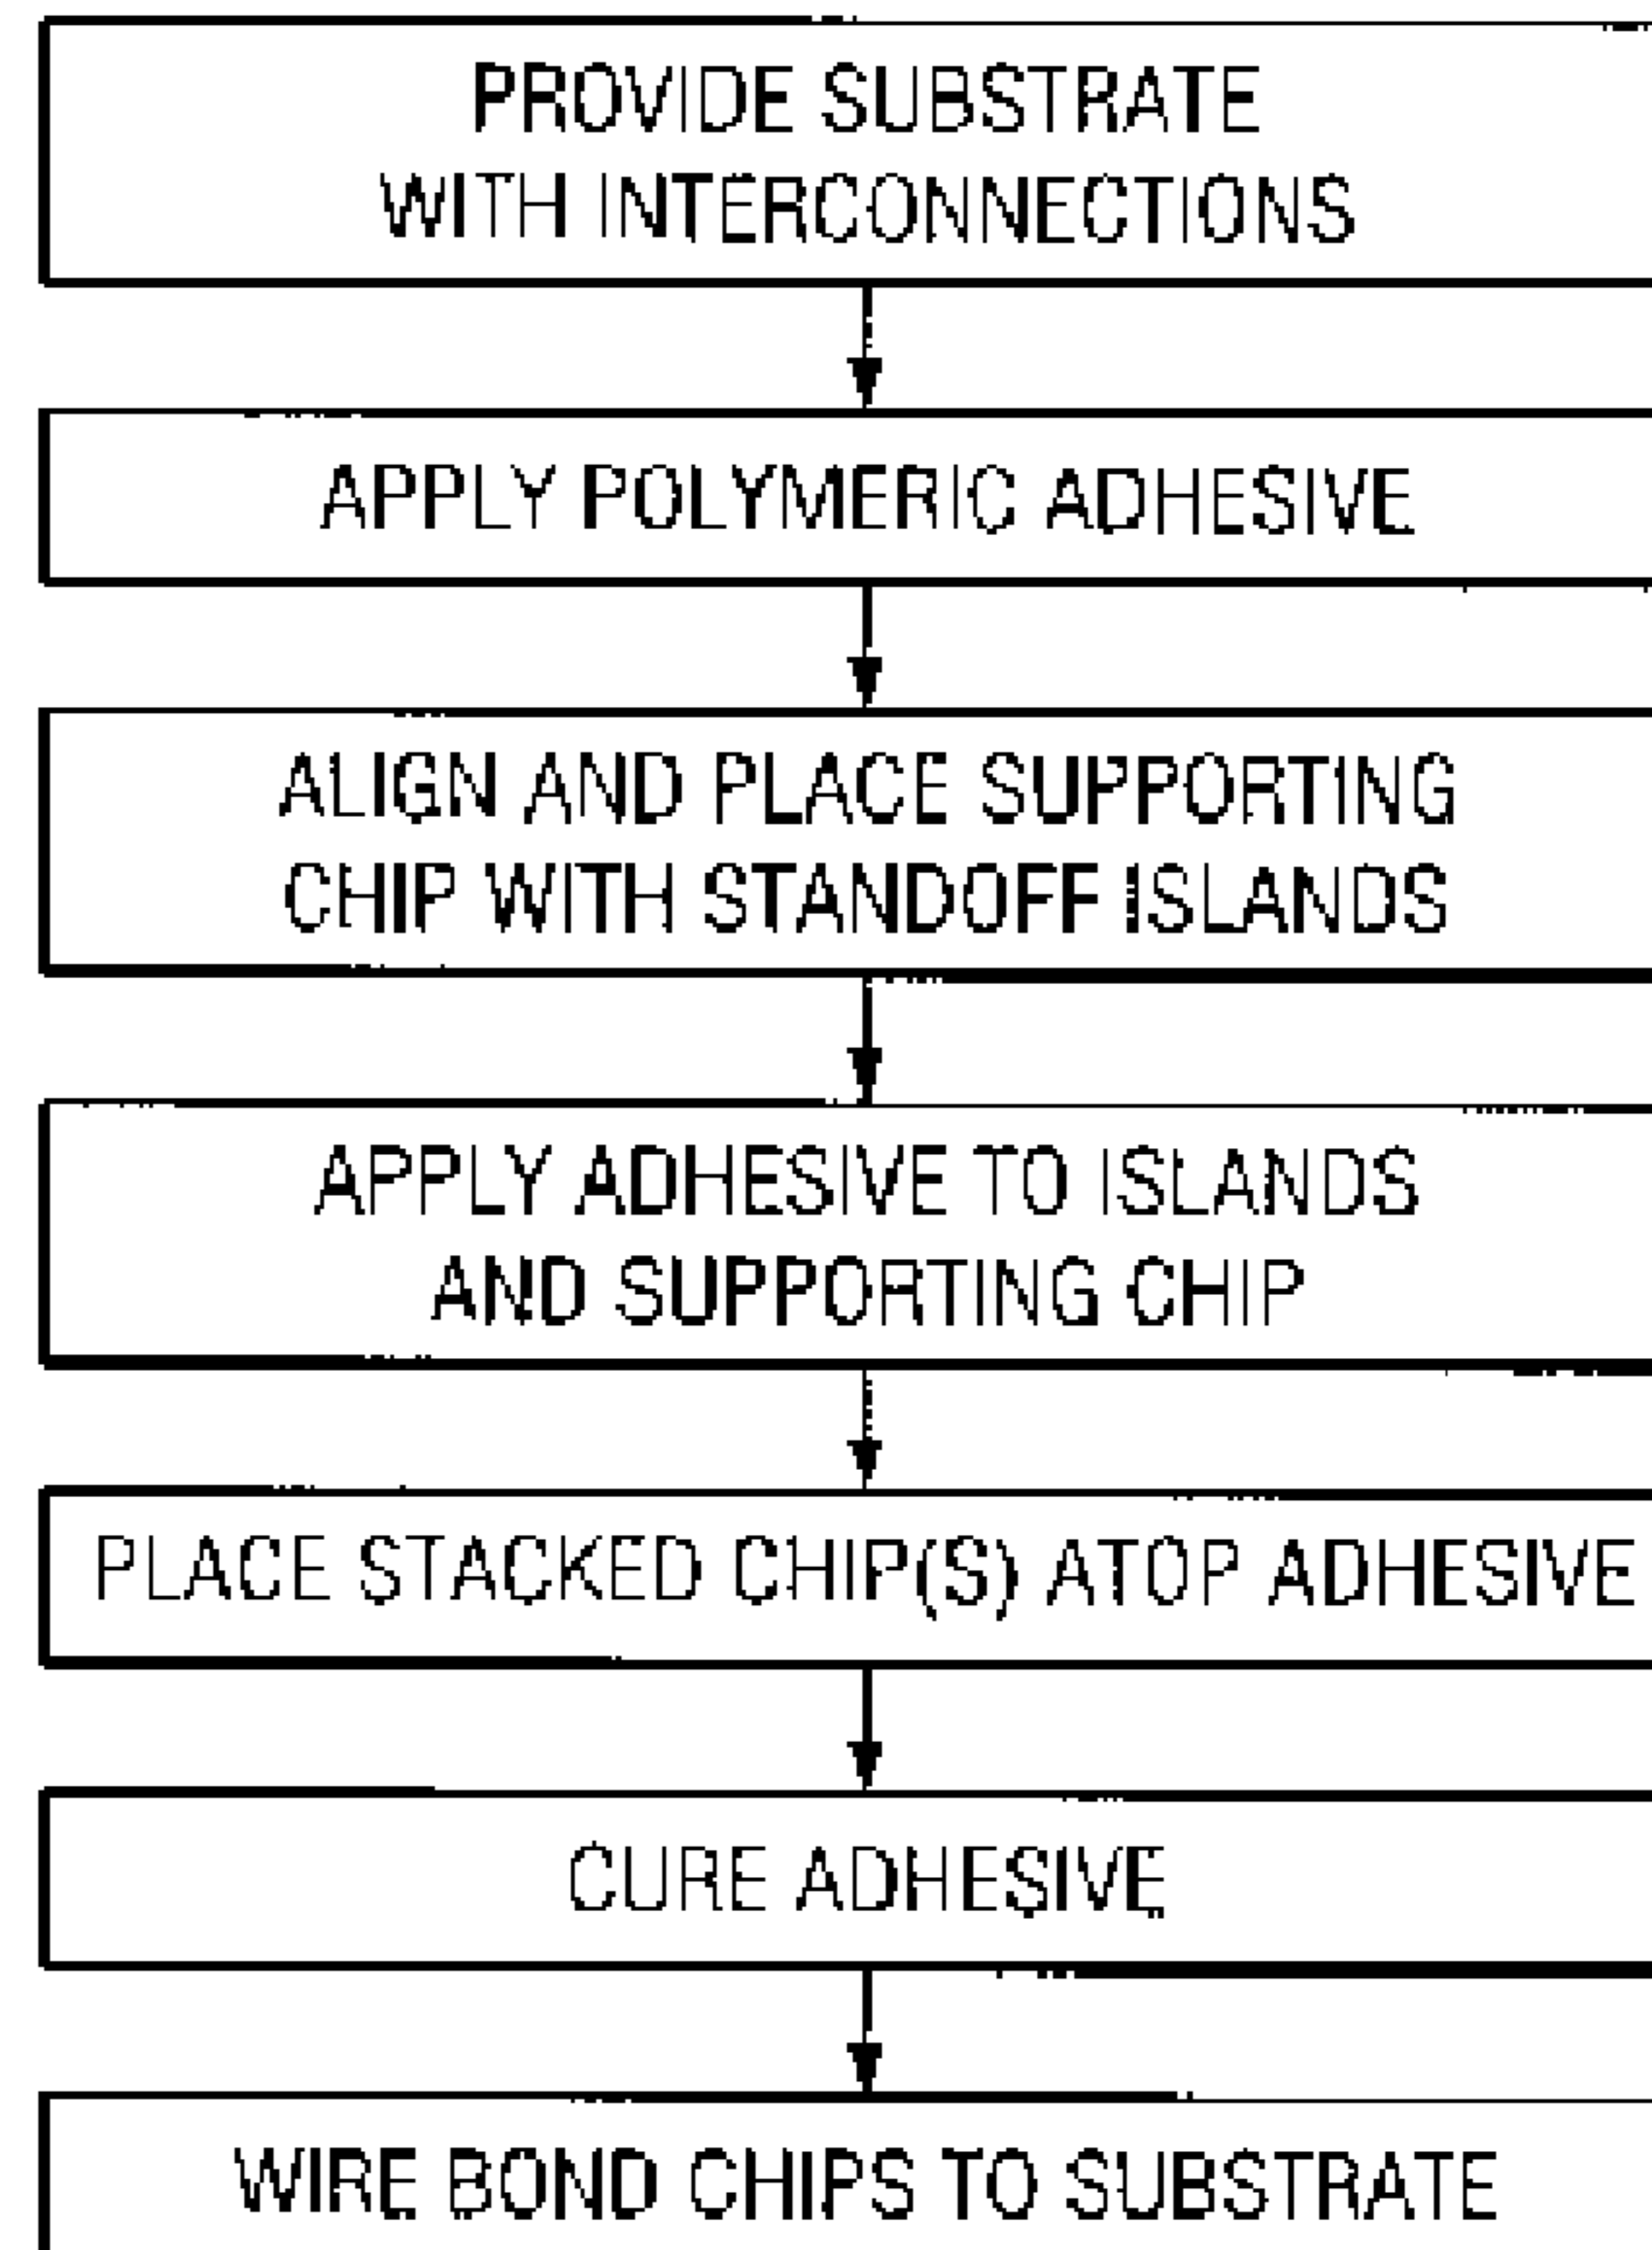 PROVIDE SUBSTRATE
WITH INTERCONNECTIONS
APPLY POLYMERIC ADHESIVE
ALIGN AND PLACE SUPPORTING
CHIP WITH STANDOFF ISLANDS
APPLY ADHESIVE TO ISLANDS
AND SUPPORTING CHIP
PLACE STACKED CHIP(S) ATOP ADHESIVE
CURE ADHESIVE
WIRE BOND CHIPS TO SUBSTRATE